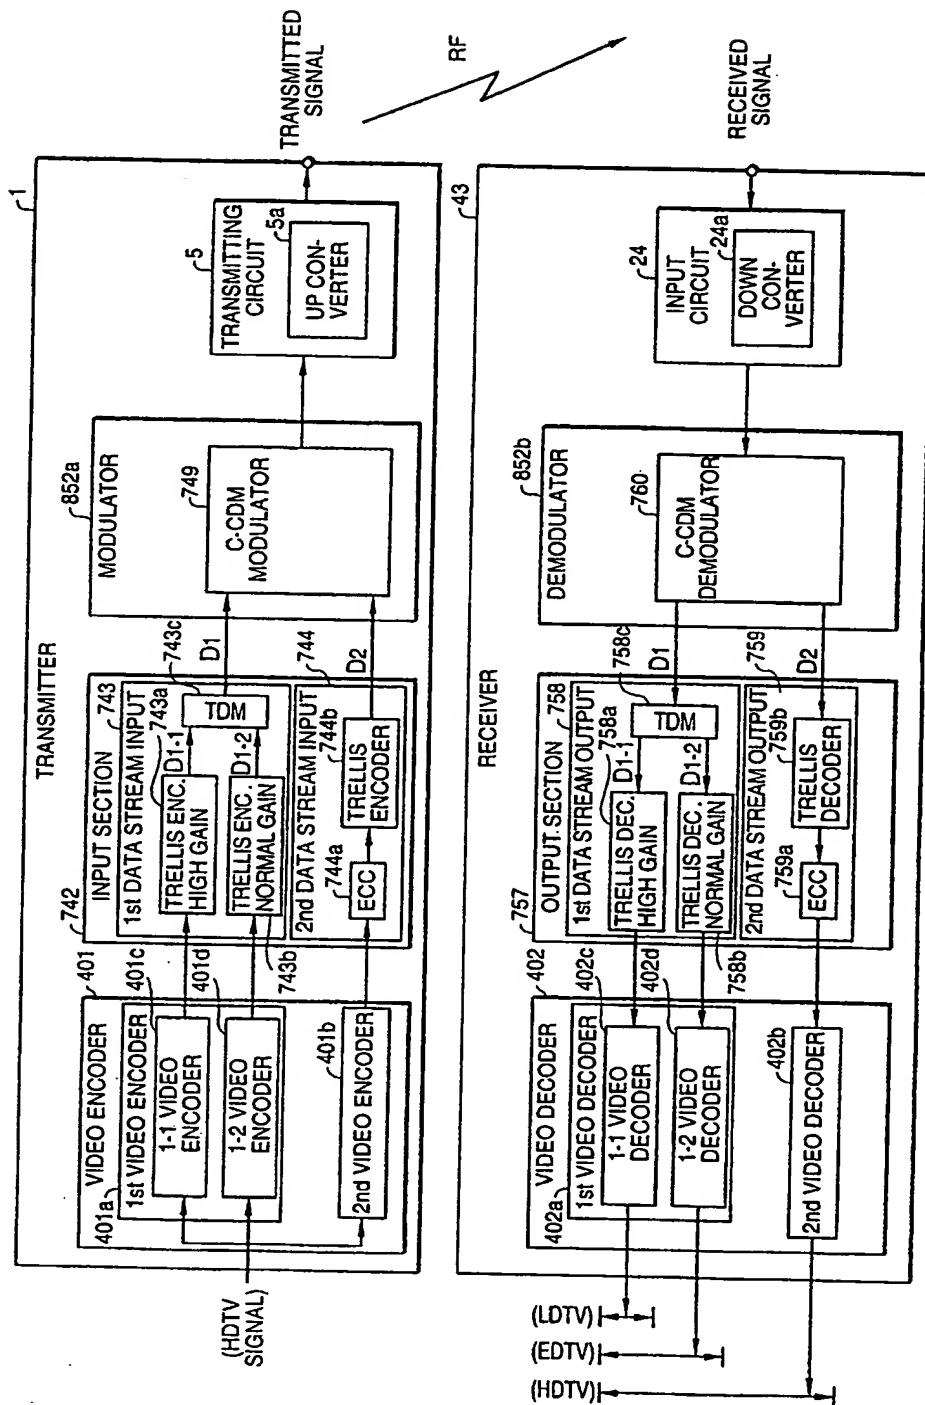 TRANSMITTER
1
(HDTV
SIGNAL)
VIDEO ENCODER
401
1st VIDEO ENCODER
401a
401c
1-1 VIDEO
ENCODER
401d
1-2 VIDEO
ENCODER
401b
2nd VIDEO ENCODER
742
INPUT SECTION
743
1st DATA STREAM INPUT
743a
TRELLIS ENC.
HIGH GAIN
D1-1
743c
TDM
TRELLIS ENC.
NORMAL GAIN
D1-2
743b
744
2nd DATA STREAM INPUT
744a
ECC
744b
TRELLIS
ENCODER
D1
D2
852a
MODULATOR
749
C-CDM
MODULATOR
5
TRANSMITTING
CIRCUIT
5a
UP CON-
VERTER
TRANSMITTED
SIGNAL
RF
RECEIVER
43
RECEIVED
SIGNAL
24
INPUT
CIRCUIT
24a
DOWN
CON-
VERTER
852b
DEMODULATOR
760
C-CDM
DEMODULATOR
D1
D2
757
OUTPUT SECTION
758
1st DATA STREAM OUTPUT
758a
TRELLIS DEC.
HIGH GAIN
D1-1
758c
TDM
TRELLIS DEC.
NORMAL GAIN
D1-2
758b
759
2nd DATA STREAM OUTPUT
759a
ECC
759b
TRELLIS
DECODER
VIDEO DECODER
402
1st VIDEO DECODER
402a
402c
1-1 VIDEO
DECODER
402d
1-2 VIDEO
DECODER
402b
2nd VIDEO DECODER
(LDTV)
(EDTV)
(HDTV)